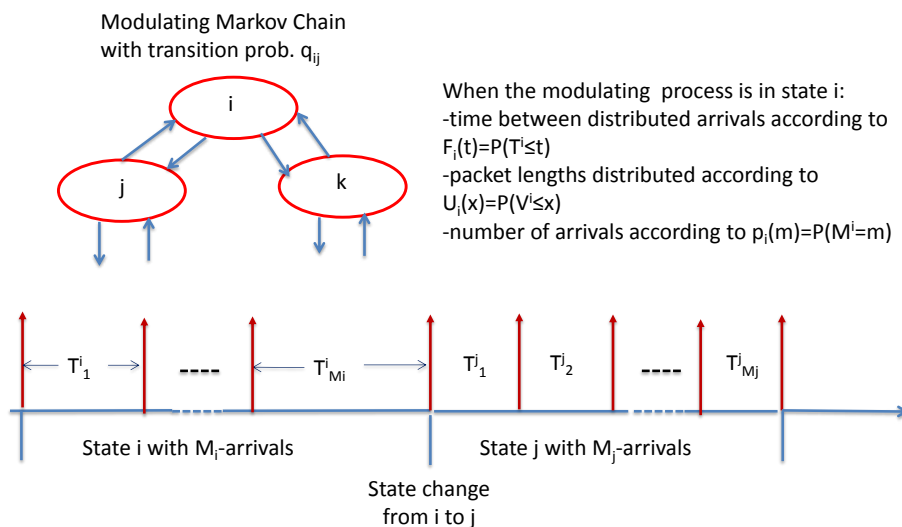 Modulating Markov Chain
with transition prob. qij
i
j
k
When the modulating process is in state i:
-time between distributed arrivals according to
Fi(t)=P(Tⁱ≤t)
-packet lengths distributed according to
Ui(x)=P(Vⁱ≤x)
-number of arrivals according to pi(m)=P(Mⁱ=m)
Tⁱ1
TⁱMi
Tʲ1
Tʲ2
TʲMj
State i with Mi-arrivals
State j with Mj-arrivals
State change
from i to j